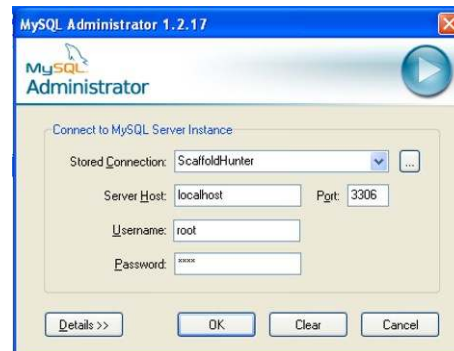 MySQL Administrator 1.2.17
MySQL
Administrator
Connect to MySQL Server Instance
Stored Connection: ScaffoldHunter ...
Server Host: localhost Port: 3306
Username: root
Password: ****
Details >> OK Clear Cancel